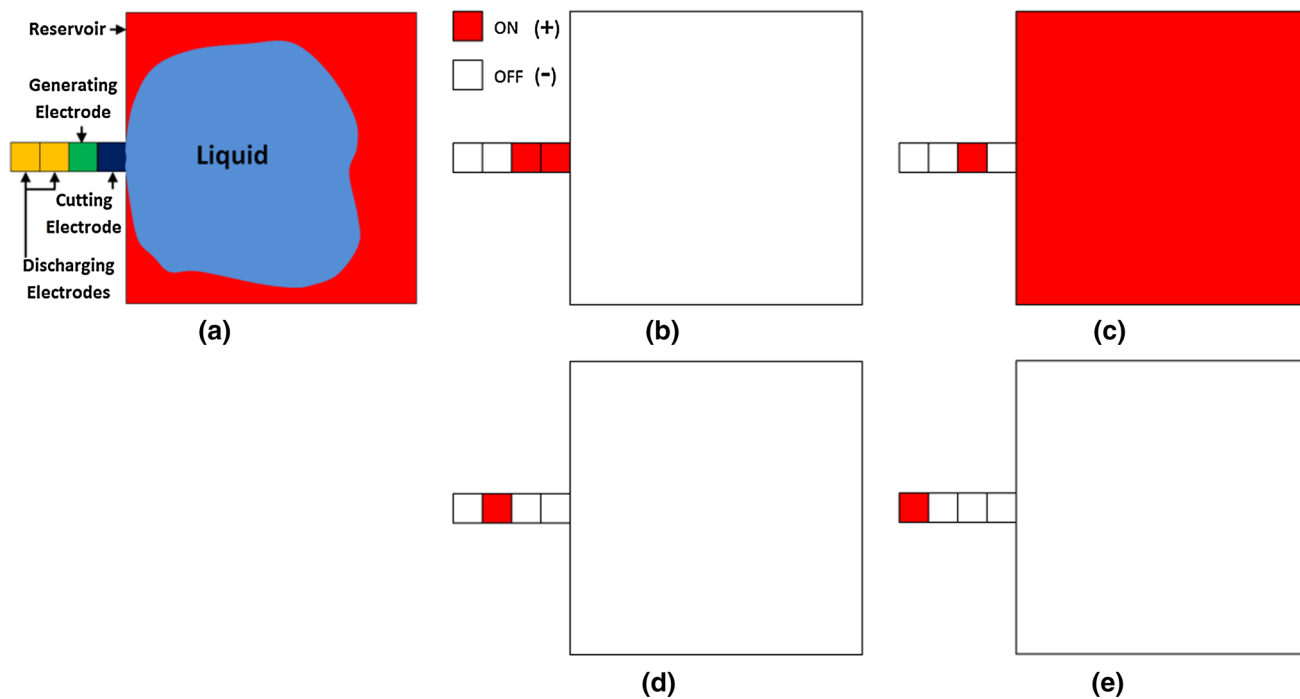 Reservoir
Generating
Electrode
Liquid
Cutting
Electrode
Discharging
Electrodes
(a)
ON (+)
OFF (-)
(b)
(c)
(d)
(e)